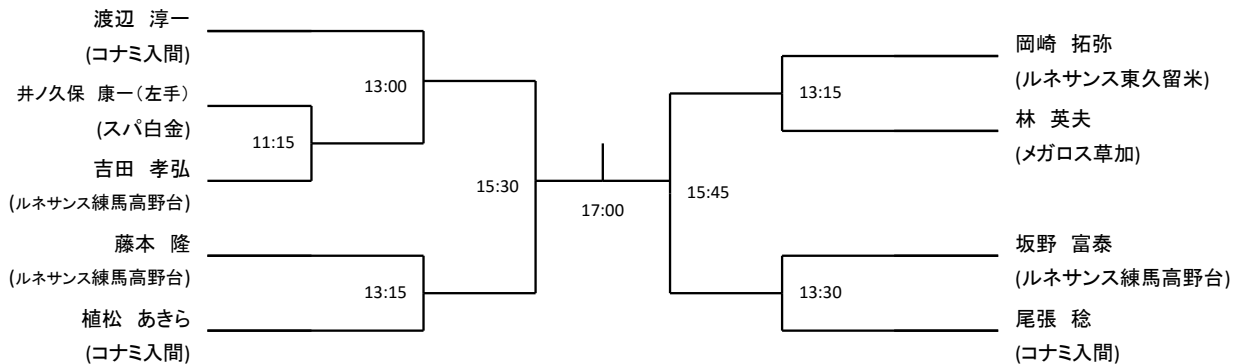 渡辺　淳一
(コナミ入間)
井ノ久保　康一（左手）
(スパ白金)
吉田　孝弘
(ルネサンス練馬高野台)
藤本　隆
(ルネサンス練馬高野台)
植松　あきら
(コナミ入間)
11:15
13:00
13:15
15:30
17:00
15:45
13:15
13:30
岡崎　拓弥
(ルネサンス東久留米)
林　英夫
(メガロス草加)
坂野　富泰
(ルネサンス練馬高野台)
尾張　稔
(コナミ入間)